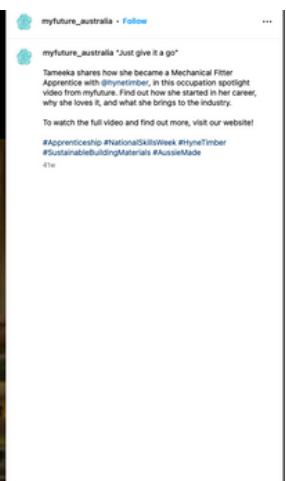 myfuture_australia • Follow
myfuture_australia "Just give it a go"
Tameeka shares how she became a Mechanical Fitter
Apprentice with @hynetimber, in this occupation spotlight
video from myfuture. Find out how she started in her career,
why she loves it, and what she brings to the industry.
To watch the full video and find out more, visit our website!
#Apprenticeship #NationalSkillsWeek #HyneTimber
#SustainableBuildingMaterials #AussieMade
41w